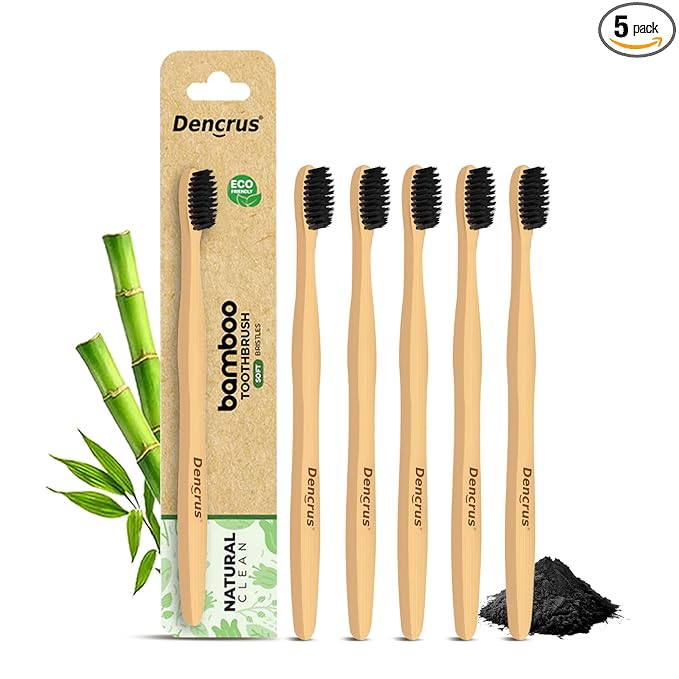 5 pack
Dencrus®
ECO
FRIENDLY
bamboo
TOOTHBRUSH
SOFT BRISTLES
Dencrus®
NATURAL
CLEAN
Dencrus®
Dencrus®
Dencrus®
Dencrus®
Dencrus®